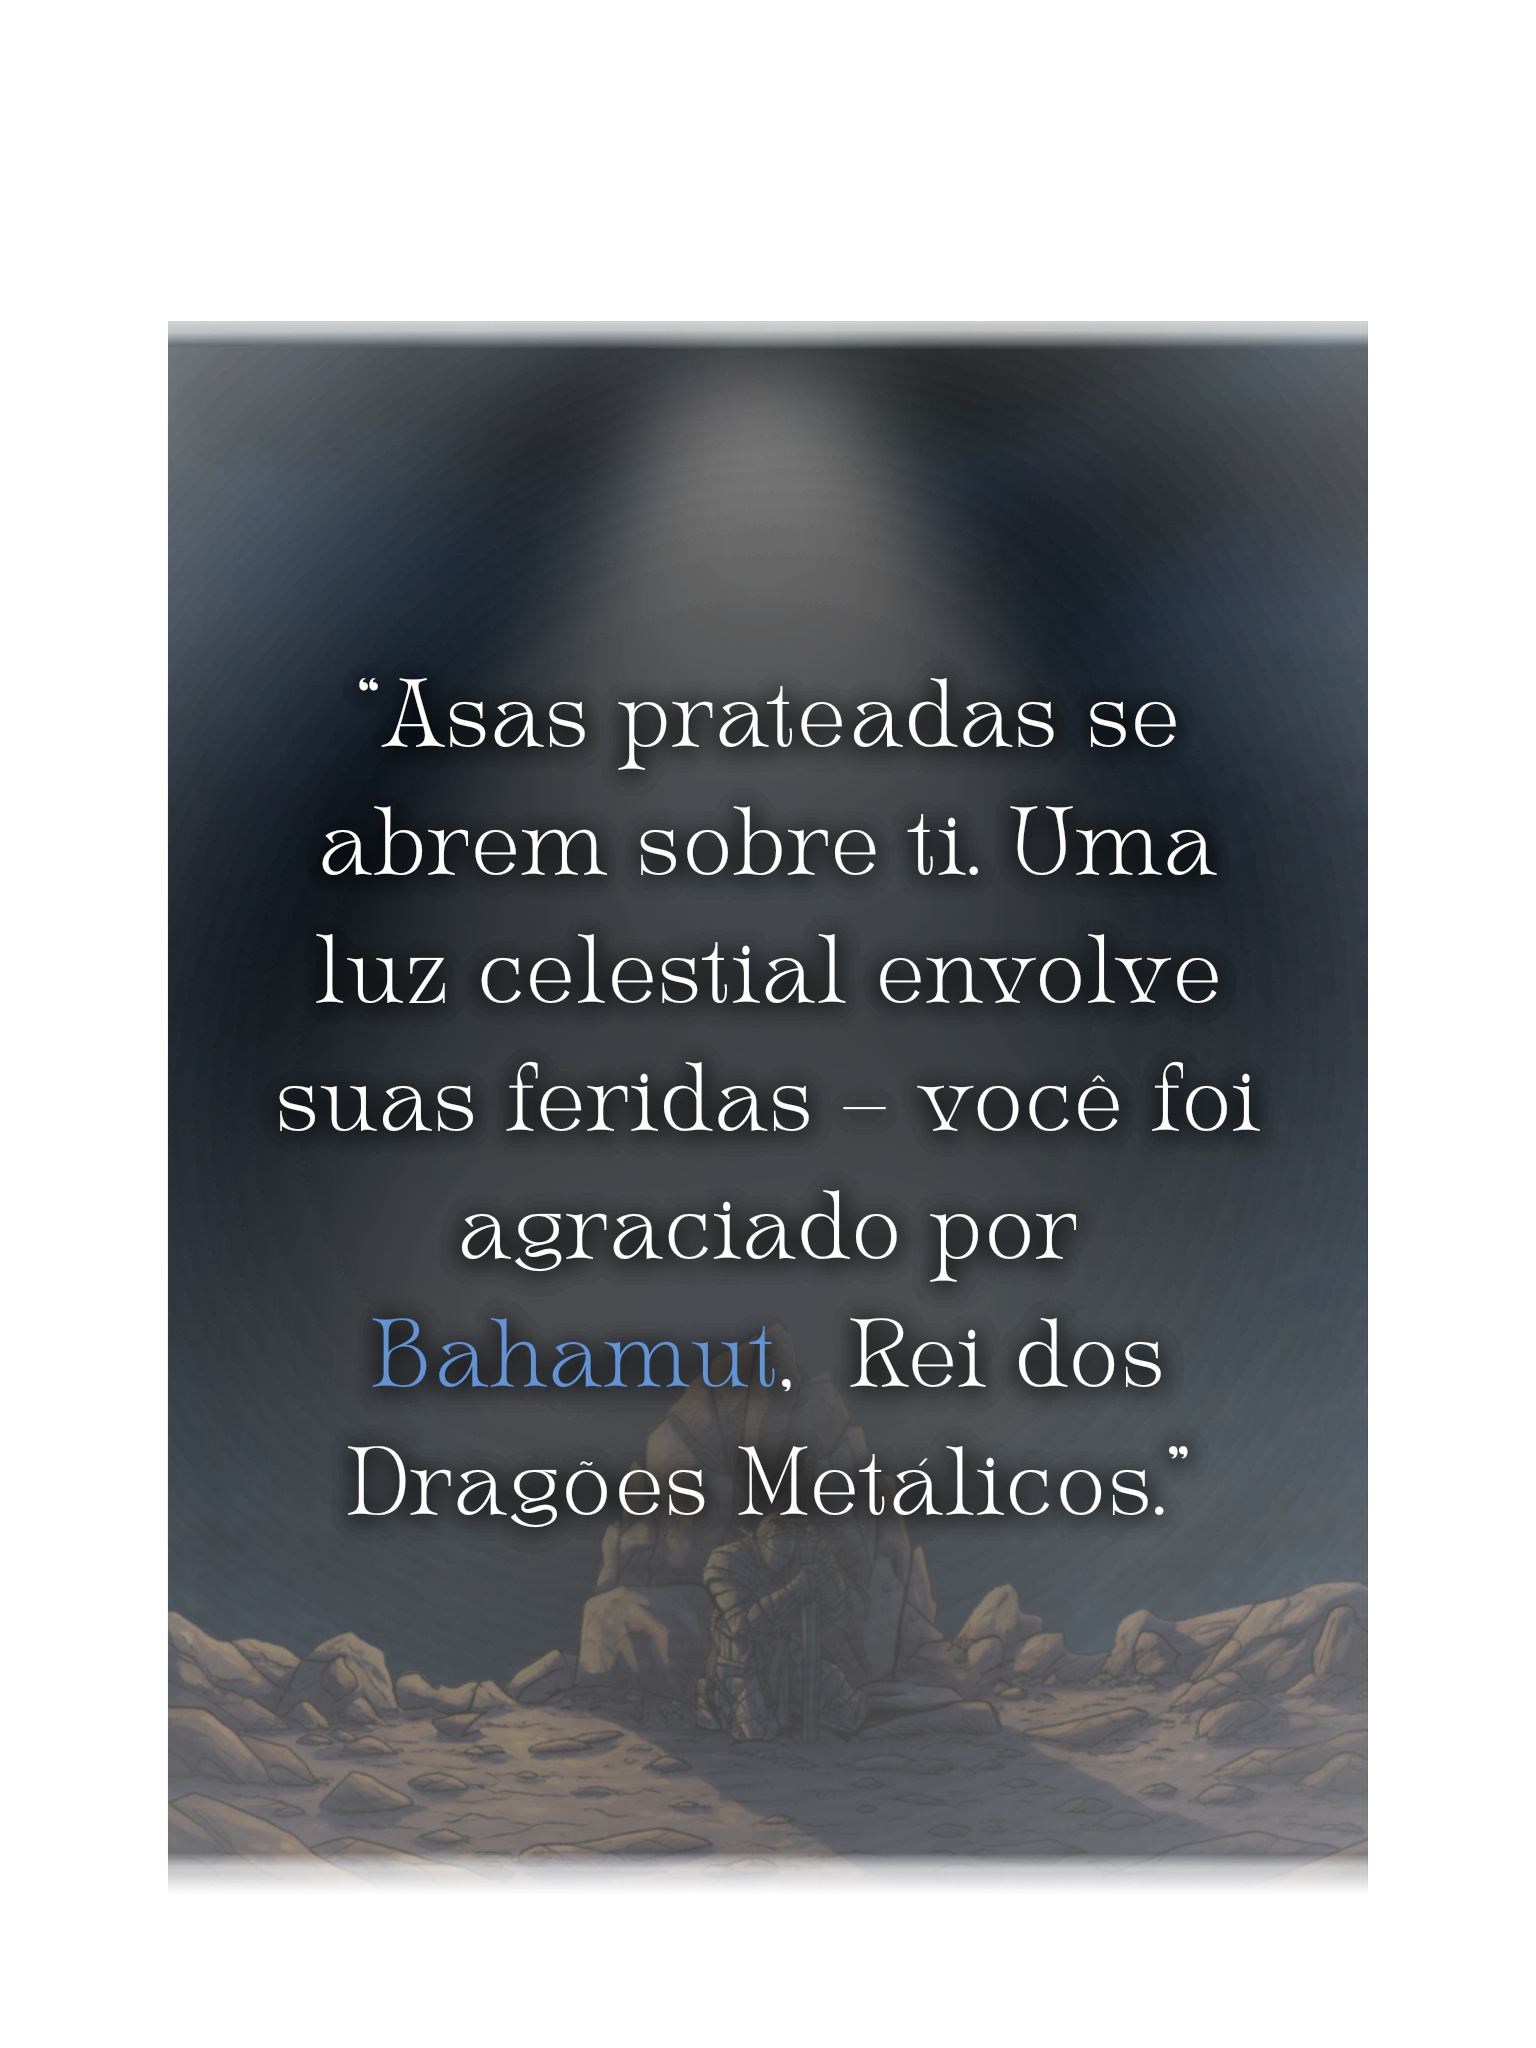 “Asas prateadas se
abrem sobre ti. Uma
luz celestial envolve
suas feridas – você foi
agraciado por
Bahamut,  Rei dos
Dragões Metálicos.”